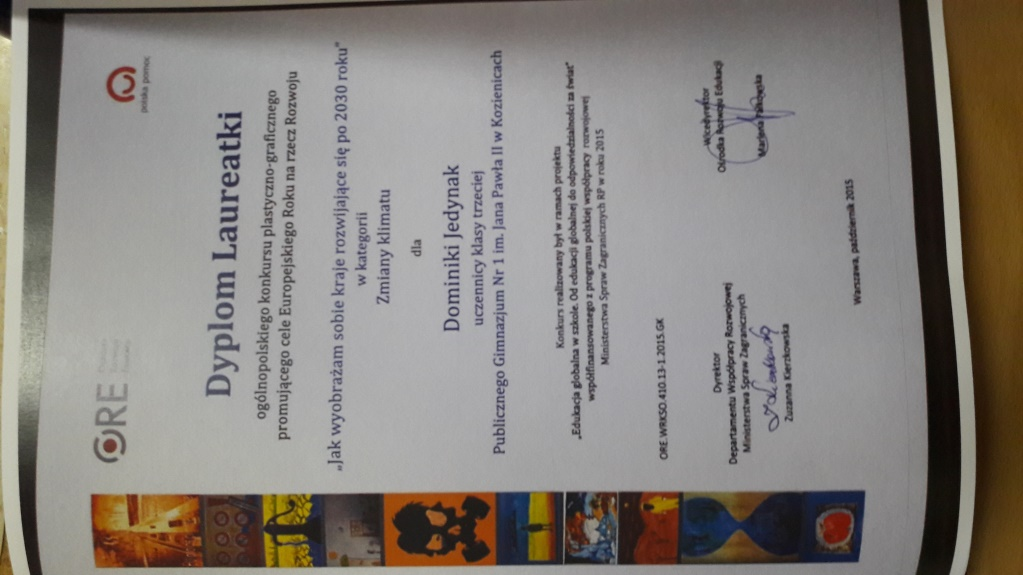 ORE
polska pomoc
Dyplom Laureatki
ogólnopolskiego konkursu plastyczno-graficznego
promującego cele Europejskiego Roku na rzecz Rozwoju
„Jak wyobrażam sobie kraje rozwijające się po 2030 roku”
w kategorii
Zmiany klimatu
dla
Dominiki Jedynak
uczennicy klasy trzeciej
Publicznego Gimnazjum Nr 1 im. Jana Pawła II w Kozienicach
Konkurs realizowany był w ramach projektu
„Edukacja globalna w szkole. Od edukacji globalnej do odpowiedzialności za świat”
współfinansowanego z programu polskiej współpracy rozwojowej
Ministerstwa Spraw Zagranicznych RP w roku 2015
ORE.WRKSO.410.13-1.2015.GK
Dyrektor
Departamentu Współpracy Rozwojowej
Ministerstwa Spraw Zagranicznych
Zuzanna Kierzkowska
Wicedyrektor
Ośrodka Rozwoju Edukacji
Warszawa, październik 2015